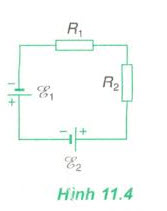 R₁
R₂
−
ℰ₁
+
− +
ℰ₂
Hình 11.4